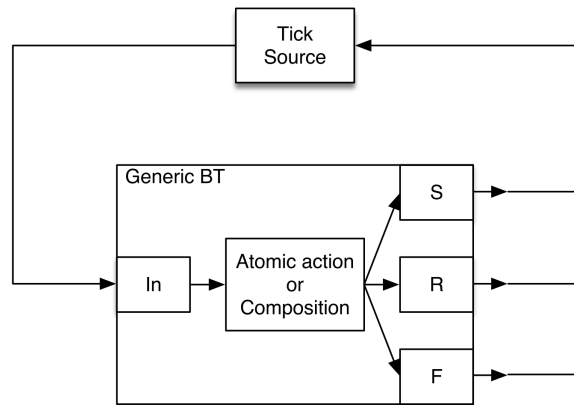 Tick
Source
Generic BT
S
In
Atomic action
or
Composition
R
F